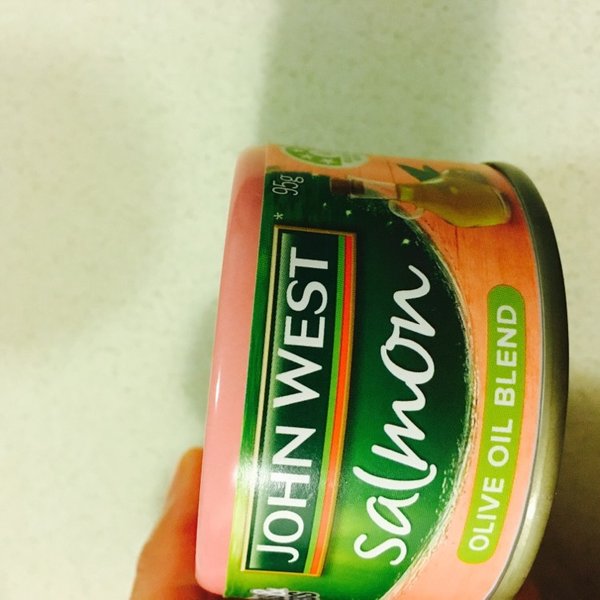 JOHN WEST
salmon
OLIVE OIL BLEND
95g